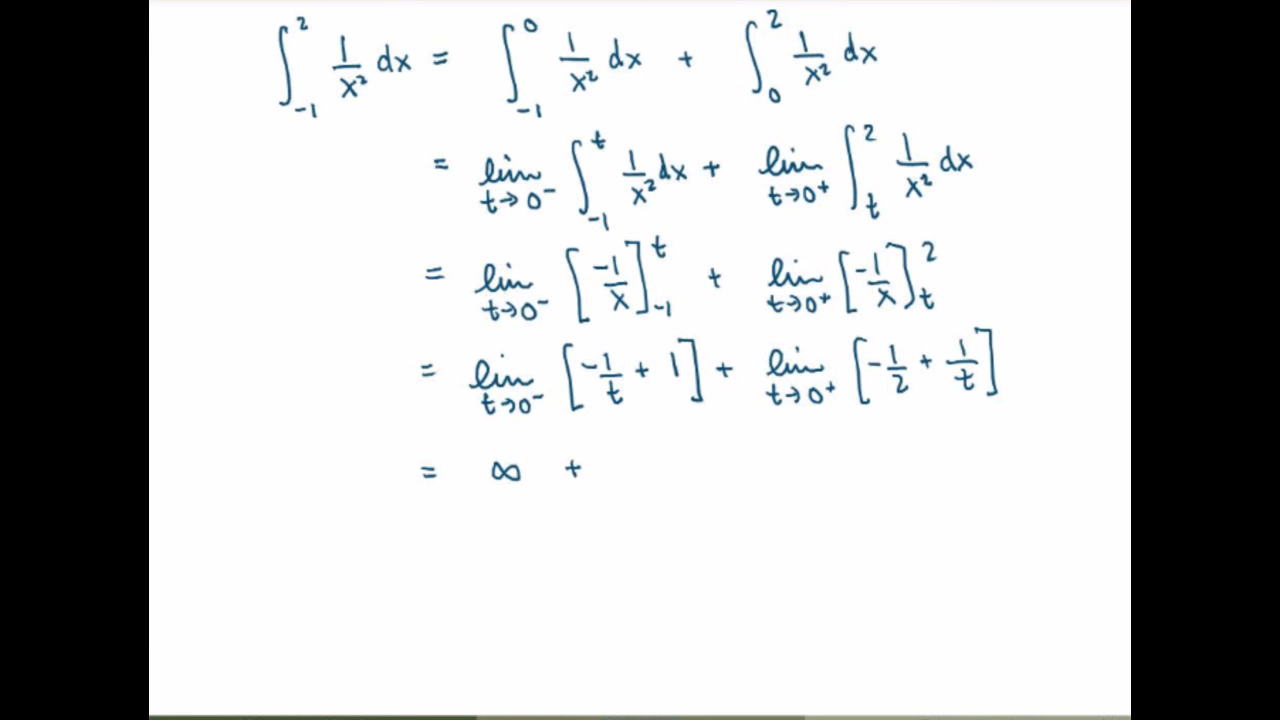 ∫_{-1}^{2} 1/x² dx = ∫_{-1}^{0} 1/x² dx + ∫_{0}^{2} 1/x² dx
= lim_{t→0⁻} ∫_{-1}^{t} 1/x² dx + lim_{t→0⁺} ∫_{t}^{2} 1/x² dx
= lim_{t→0⁻} [-1/x]_{-1}^{t} + lim_{t→0⁺} [-1/x]_{t}^{2}
= lim_{t→0⁻} [-1/t + 1] + lim_{t→0⁺} [-1/2 + 1/t]
= ∞ +